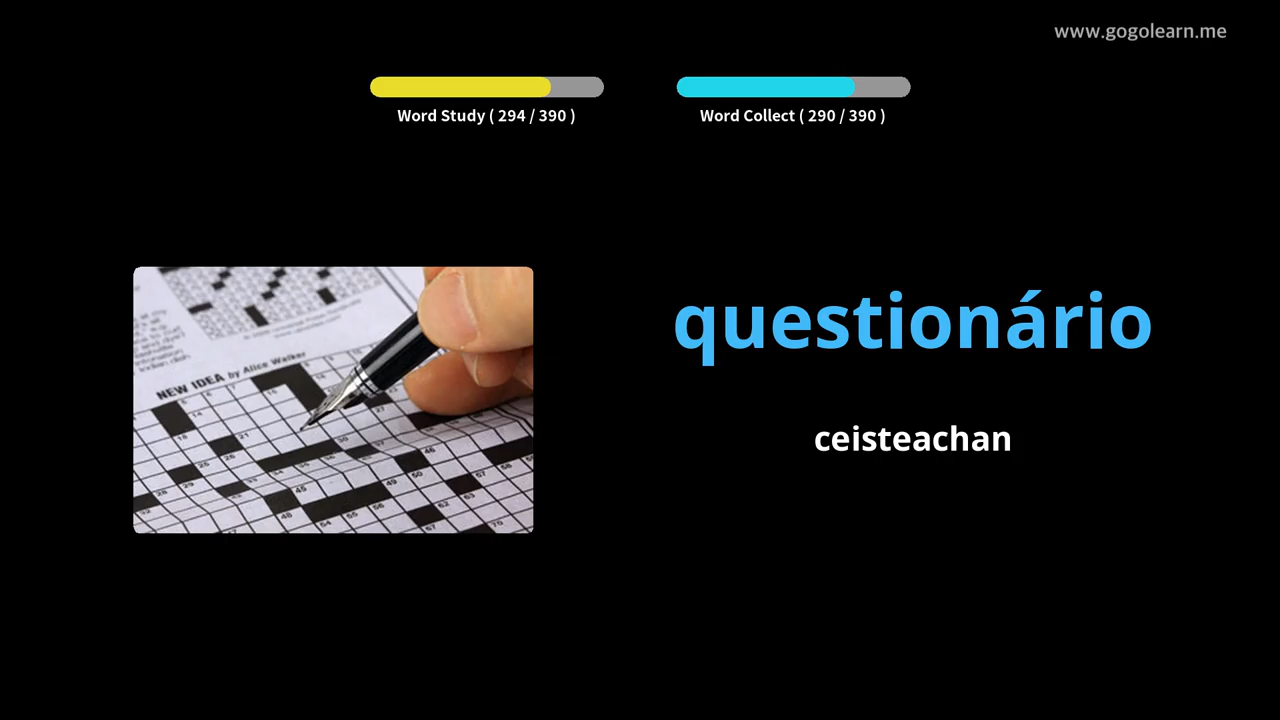 www.gogolearn.me
Word Study ( 294 / 390 )
Word Collect ( 290 / 390 )
NEW IDEA by Alice Walker
questionário
ceisteachan